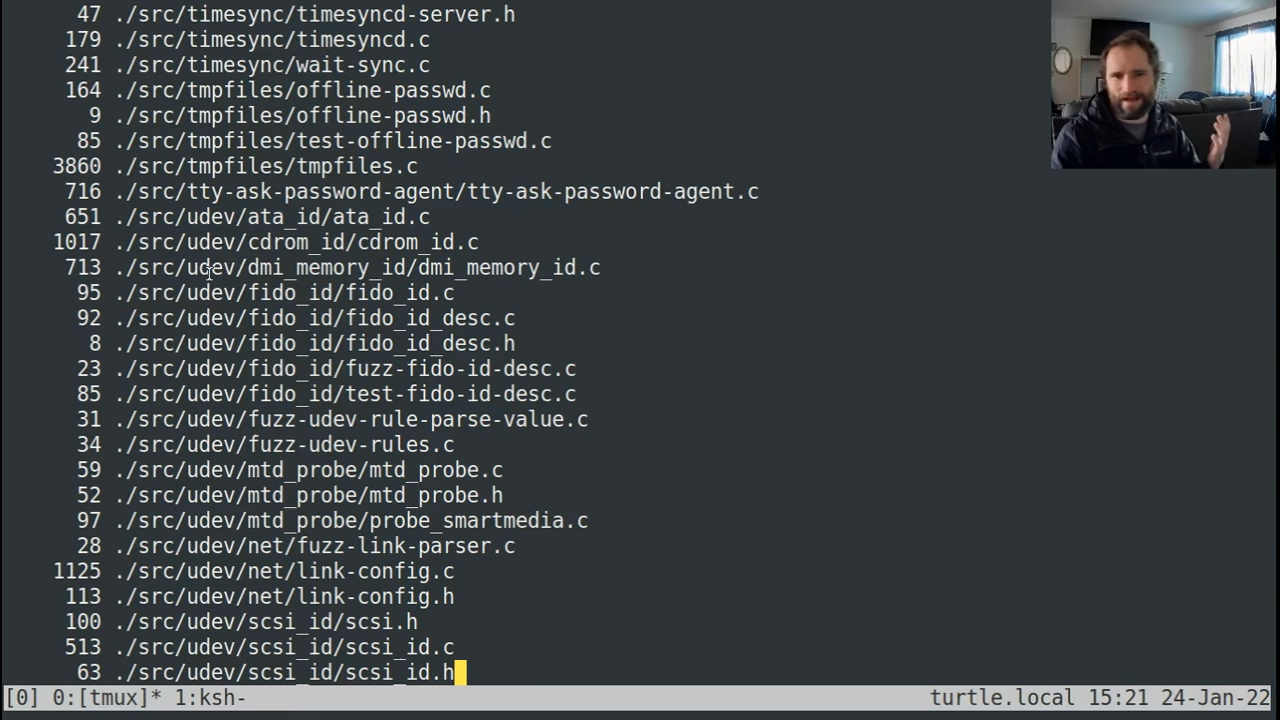 47 ./src/timesync/timesyncd-server.h
179 ./src/timesync/timesyncd.c
241 ./src/timesync/wait-sync.c
164 ./src/tmpfiles/offline-passwd.c
9 ./src/tmpfiles/offline-passwd.h
85 ./src/tmpfiles/test-offline-passwd.c
3860 ./src/tmpfiles/tmpfiles.c
716 ./src/tty-ask-password-agent/tty-ask-password-agent.c
651 ./src/udev/ata_id/ata_id.c
1017 ./src/udev/cdrom_id/cdrom_id.c
713 ./src/udev/dmi_memory_id/dmi_memory_id.c
95 ./src/udev/fido_id/fido_id.c
92 ./src/udev/fido_id/fido_id_desc.c
8 ./src/udev/fido_id/fido_id_desc.h
23 ./src/udev/fido_id/fuzz-fido-id-desc.c
85 ./src/udev/fido_id/test-fido-id-desc.c
31 ./src/udev/fuzz-udev-rule-parse-value.c
34 ./src/udev/fuzz-udev-rules.c
59 ./src/udev/mtd_probe/mtd_probe.c
52 ./src/udev/mtd_probe/mtd_probe.h
97 ./src/udev/mtd_probe/probe_smartmedia.c
28 ./src/udev/net/fuzz-link-parser.c
1125 ./src/udev/net/link-config.c
113 ./src/udev/net/link-config.h
100 ./src/udev/scsi_id/scsi.h
513 ./src/udev/scsi_id/scsi_id.c
63 ./src/udev/scsi_id/scsi_id.h
[0] 0:[tmux]* 1:ksh- turtle.local 15:21 24-Jan-22